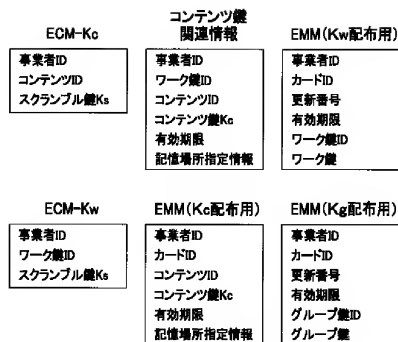 ECM-Kc
事業者ID
コンテンツID
スクランブル鍵Ks
コンテンツ鍵
関連情報
事業者ID
ワーク鍵ID
コンテンツID
コンテンツ鍵Kc
有効期限
記憶場所指定情報
EMM(Kw配布用)
事業者ID
カードID
更新番号
有効期限
ワーク鍵ID
ワーク鍵
ECM-Kw
事業者ID
ワーク鍵ID
スクランブル鍵Ks
EMM(Kc配布用)
事業者ID
カードID
コンテンツID
コンテンツ鍵Kc
有効期限
記憶場所指定情報
EMM(Kg配布用)
事業者ID
カードID
更新番号
有効期限
グループ鍵ID
グループ鍵